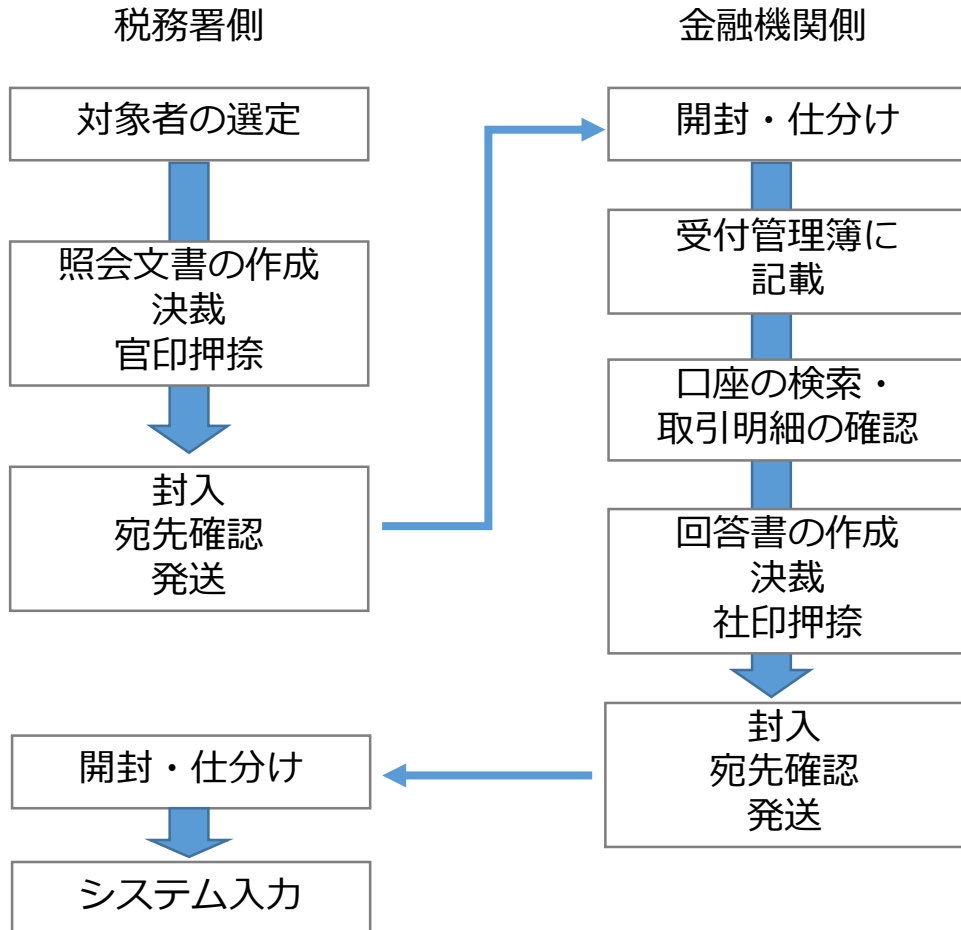 税務署側
対象者の選定
照会文書の作成
決裁
官印押捺
封入
宛先確認
発送
金融機関側
開封・仕分け
受付管理簿に
記載
口座の検索・
取引明細の確認
回答書の作成
決裁
社印押捺
封入
宛先確認
発送
開封・仕分け
システム入力